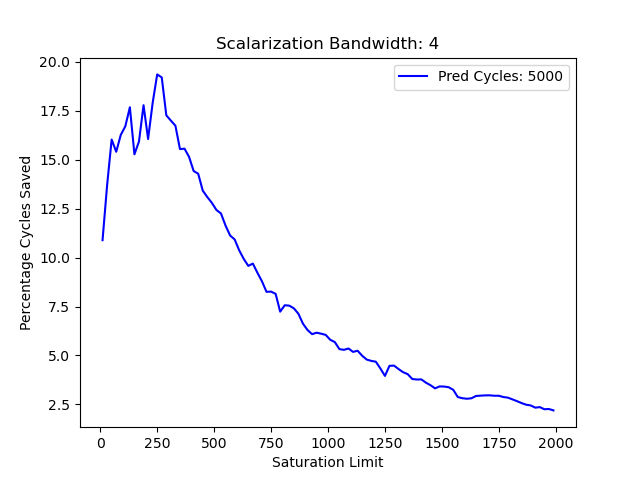 Scalarization Bandwidth: 4
Pred Cycles: 5000
Percentage Cycles Saved
20.0
17.5
15.0
12.5
10.0
7.5
5.0
2.5
0 250 500 750 1000 1250 1500 1750 2000
Saturation Limit